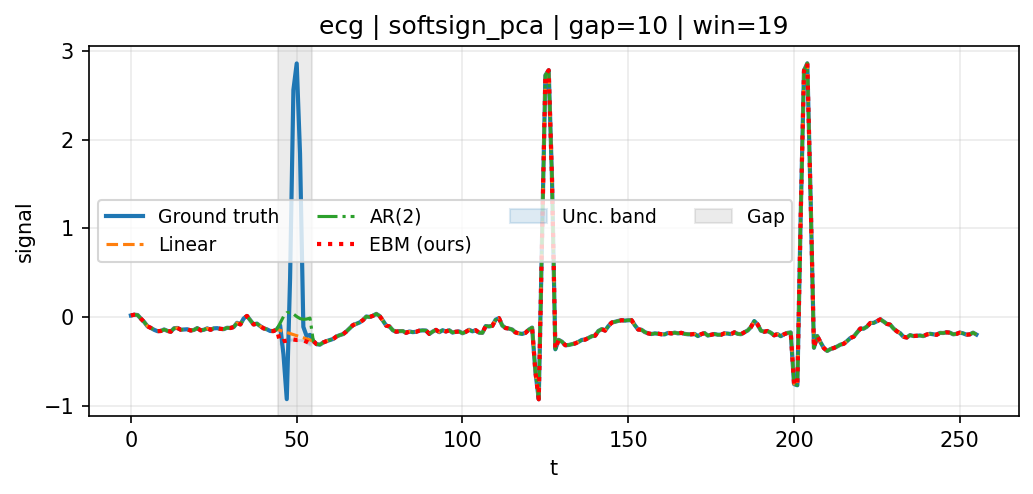 ecg | softsign_pca | gap=10 | win=19
3
2
1
0
−1
signal
Ground truth
Linear
AR(2)
EBM (ours)
Unc. band
Gap
0 50 100 150 200 250
t